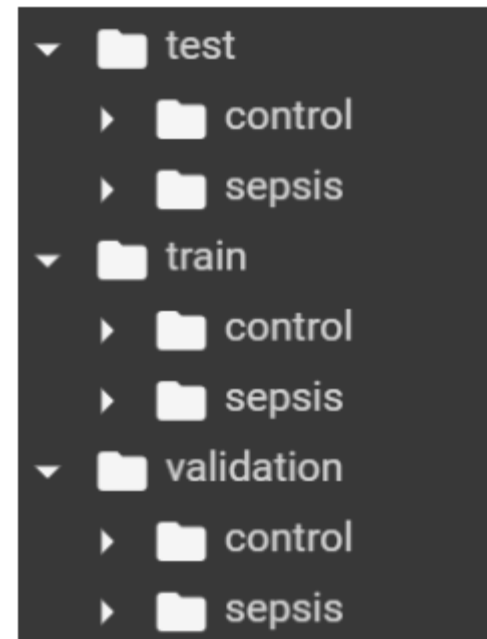 test
control
sepsis
train
control
sepsis
validation
control
sepsis